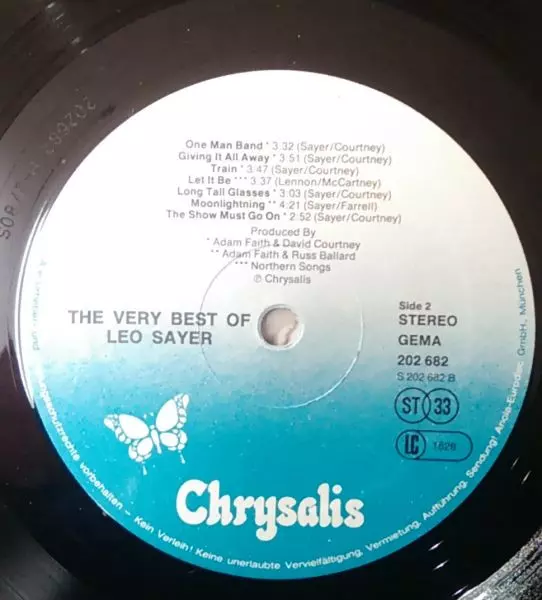 One Man Band * 3.32 (Sayer/Courtney)
Giving It All Away * 3.51 (Sayer/Courtney)
Train * 3.47 (Sayer/Courtney)
Let It Be *** 3.37 (Lennon/McCartney)
Long Tall Glasses * 3.03 (Sayer/Courtney)
Moonlightning ** 4.21 (Sayer/Farrell)
The Show Must Go On * 2:52 (Sayer/Courtney)
Produced By
* Adam Faith & David Courtney
** Adam Faith & Russ Ballard
*** Northern Songs
℗ Chrysalis
THE VERY BEST OF
LEO SAYER
Side 2
STEREO
GEMA
202 682
S 202 682 B
ST 33
LC 1626
Chrysalis
vorbehalten – Kein Verleih! Keine unerlaubte Vervielfältigung, Vermietung, Aufführung, Sendung! Ariola-Eurodisc GmbH, München